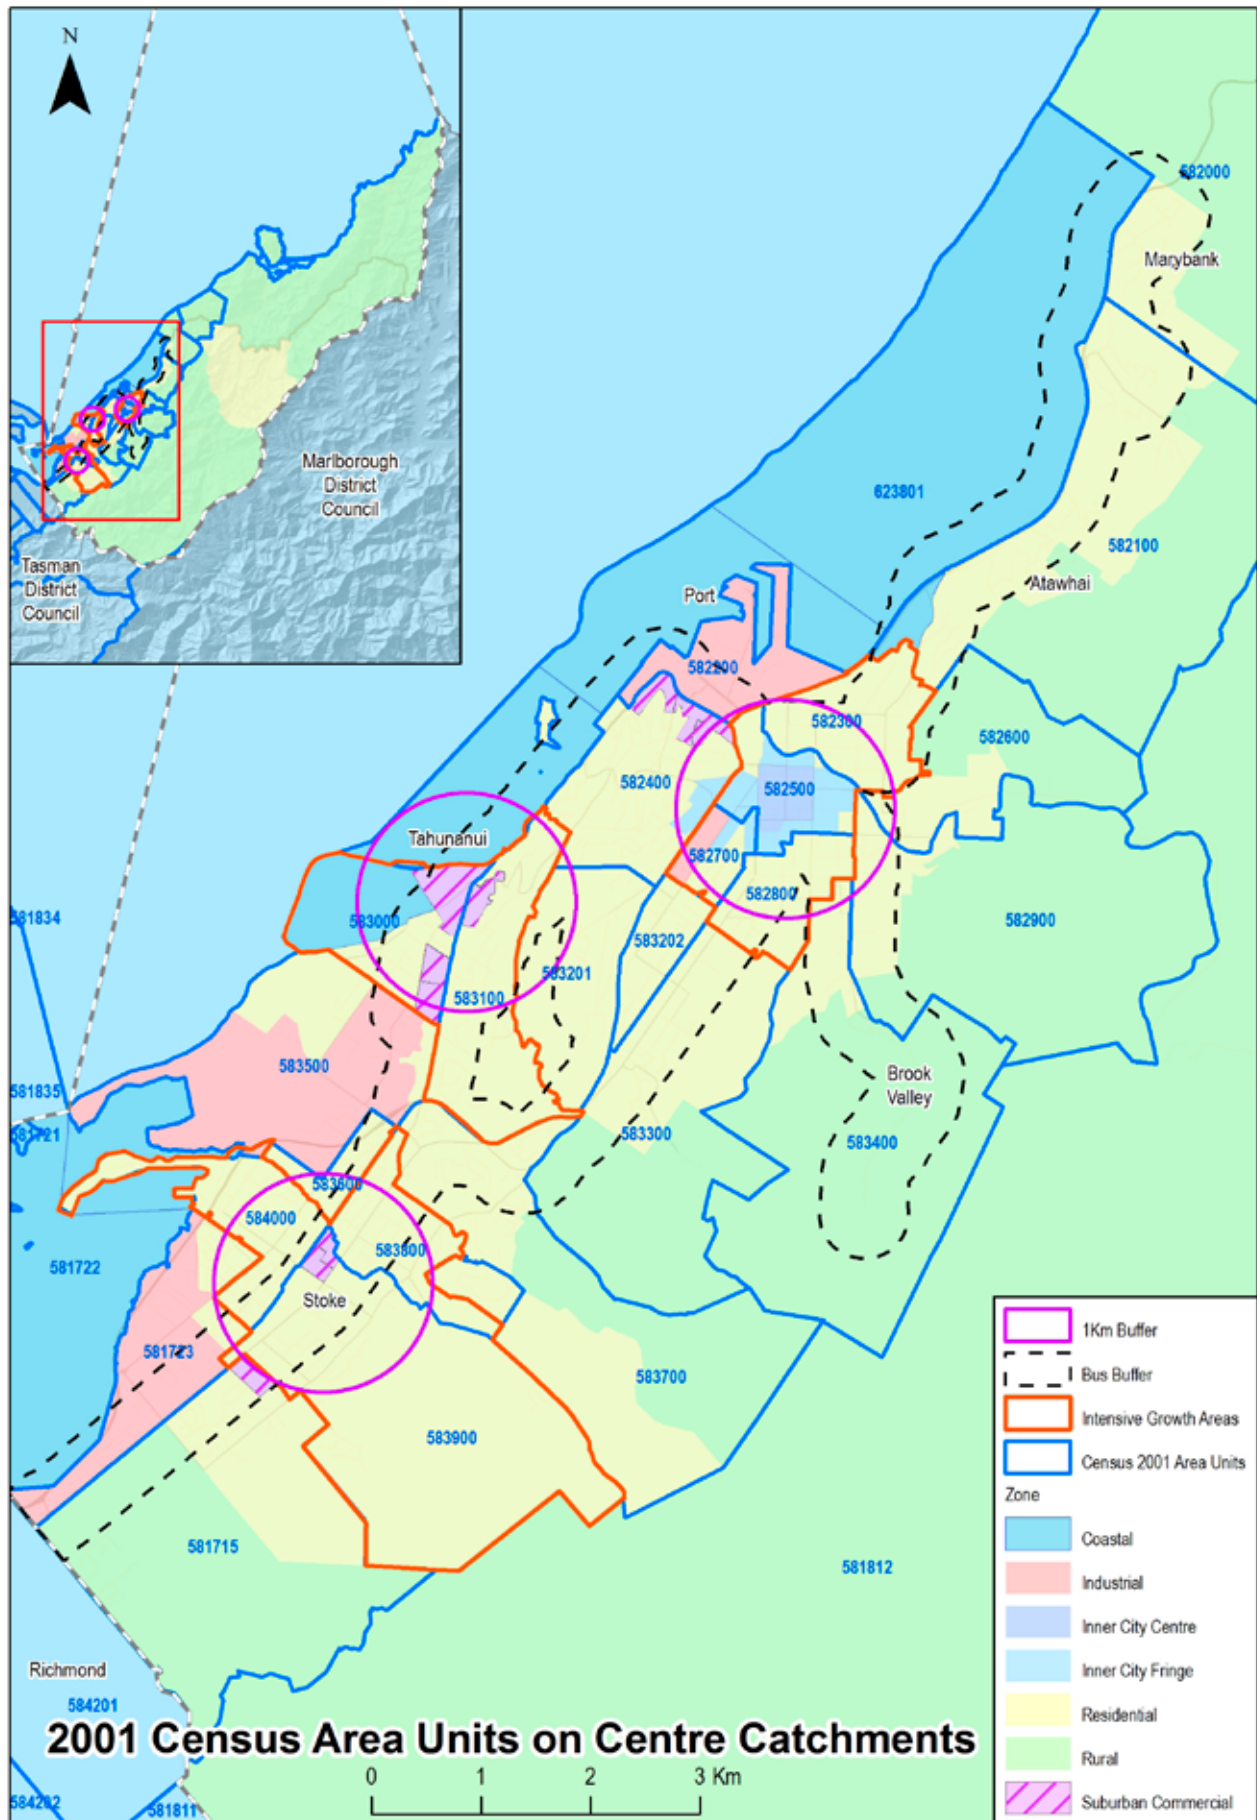 N
Marlborough
District
Council
Tasman
District
Council
582000
Marybank
623801
582100
Atawhai
Port
582200
582300
582600
582400
582500
Tahunanui
582700
582800
581834
583000
583202
582900
583201
583100
583500
581835
Brook
Valley
581721
583300
583400
583600
584000
583800
581722
Stoke
581723
583700
583900
581715
581812
Richmond
584201
584202
581811
2001 Census Area Units on Centre Catchments
0 1 2 3 Km
1Km Buffer
Bus Buffer
Intensive Growth Areas
Census 2001 Area Units
Zone
Coastal
Industrial
Inner City Centre
Inner City Fringe
Residential
Rural
Suburban Commercial